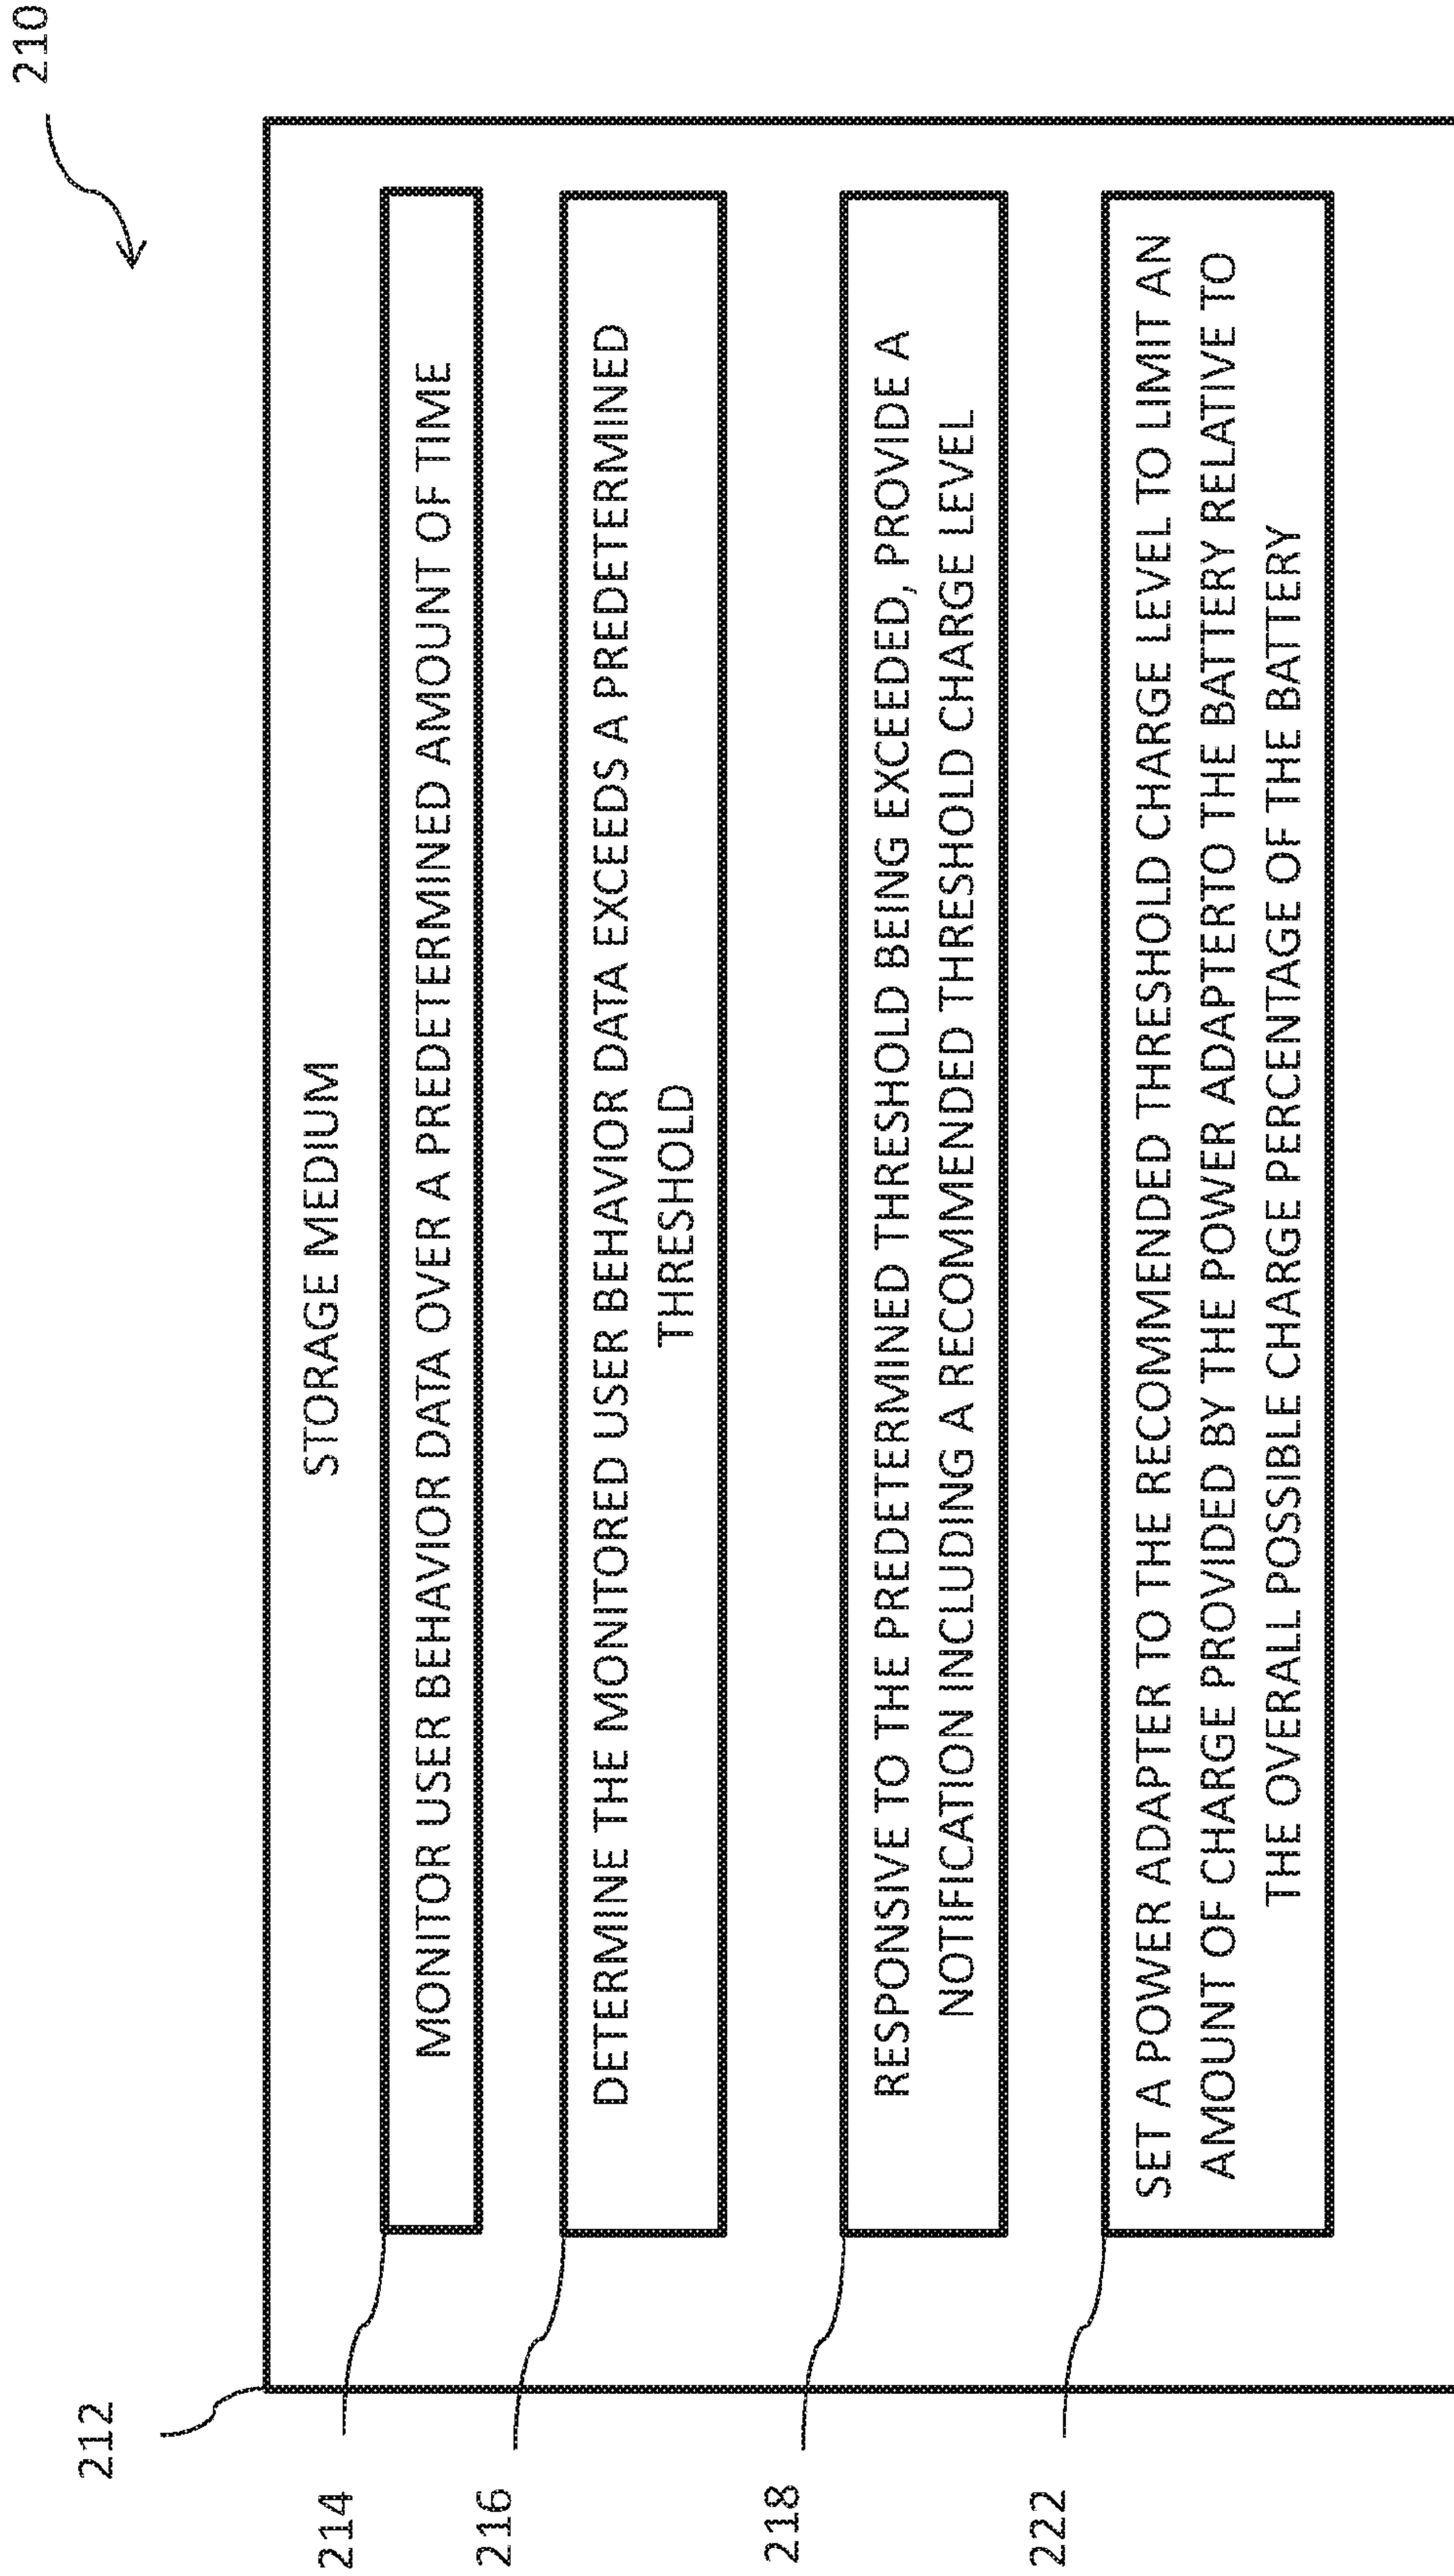 210
212
STORAGE MEDIUM
214
MONITOR USER BEHAVIOR DATA OVER A PREDETERMINED AMOUNT OF TIME
216
DETERMINE THE MONITORED USER BEHAVIOR DATA EXCEEDS A PREDETERMINED
THRESHOLD
218
RESPONSIVE TO THE PREDETERMINED THRESHOLD BEING EXCEEDED, PROVIDE A
NOTIFICATION INCLUDING A RECOMMENDED THRESHOLD CHARGE LEVEL
222
SET A POWER ADAPTER TO THE RECOMMENDED THRESHOLD CHARGE LEVEL TO LIMIT AN
AMOUNT OF CHARGE PROVIDED BY THE POWER ADAPTERTO THE BATTERY RELATIVE TO
THE OVERALL POSSIBLE CHARGE PERCENTAGE OF THE BATTERY